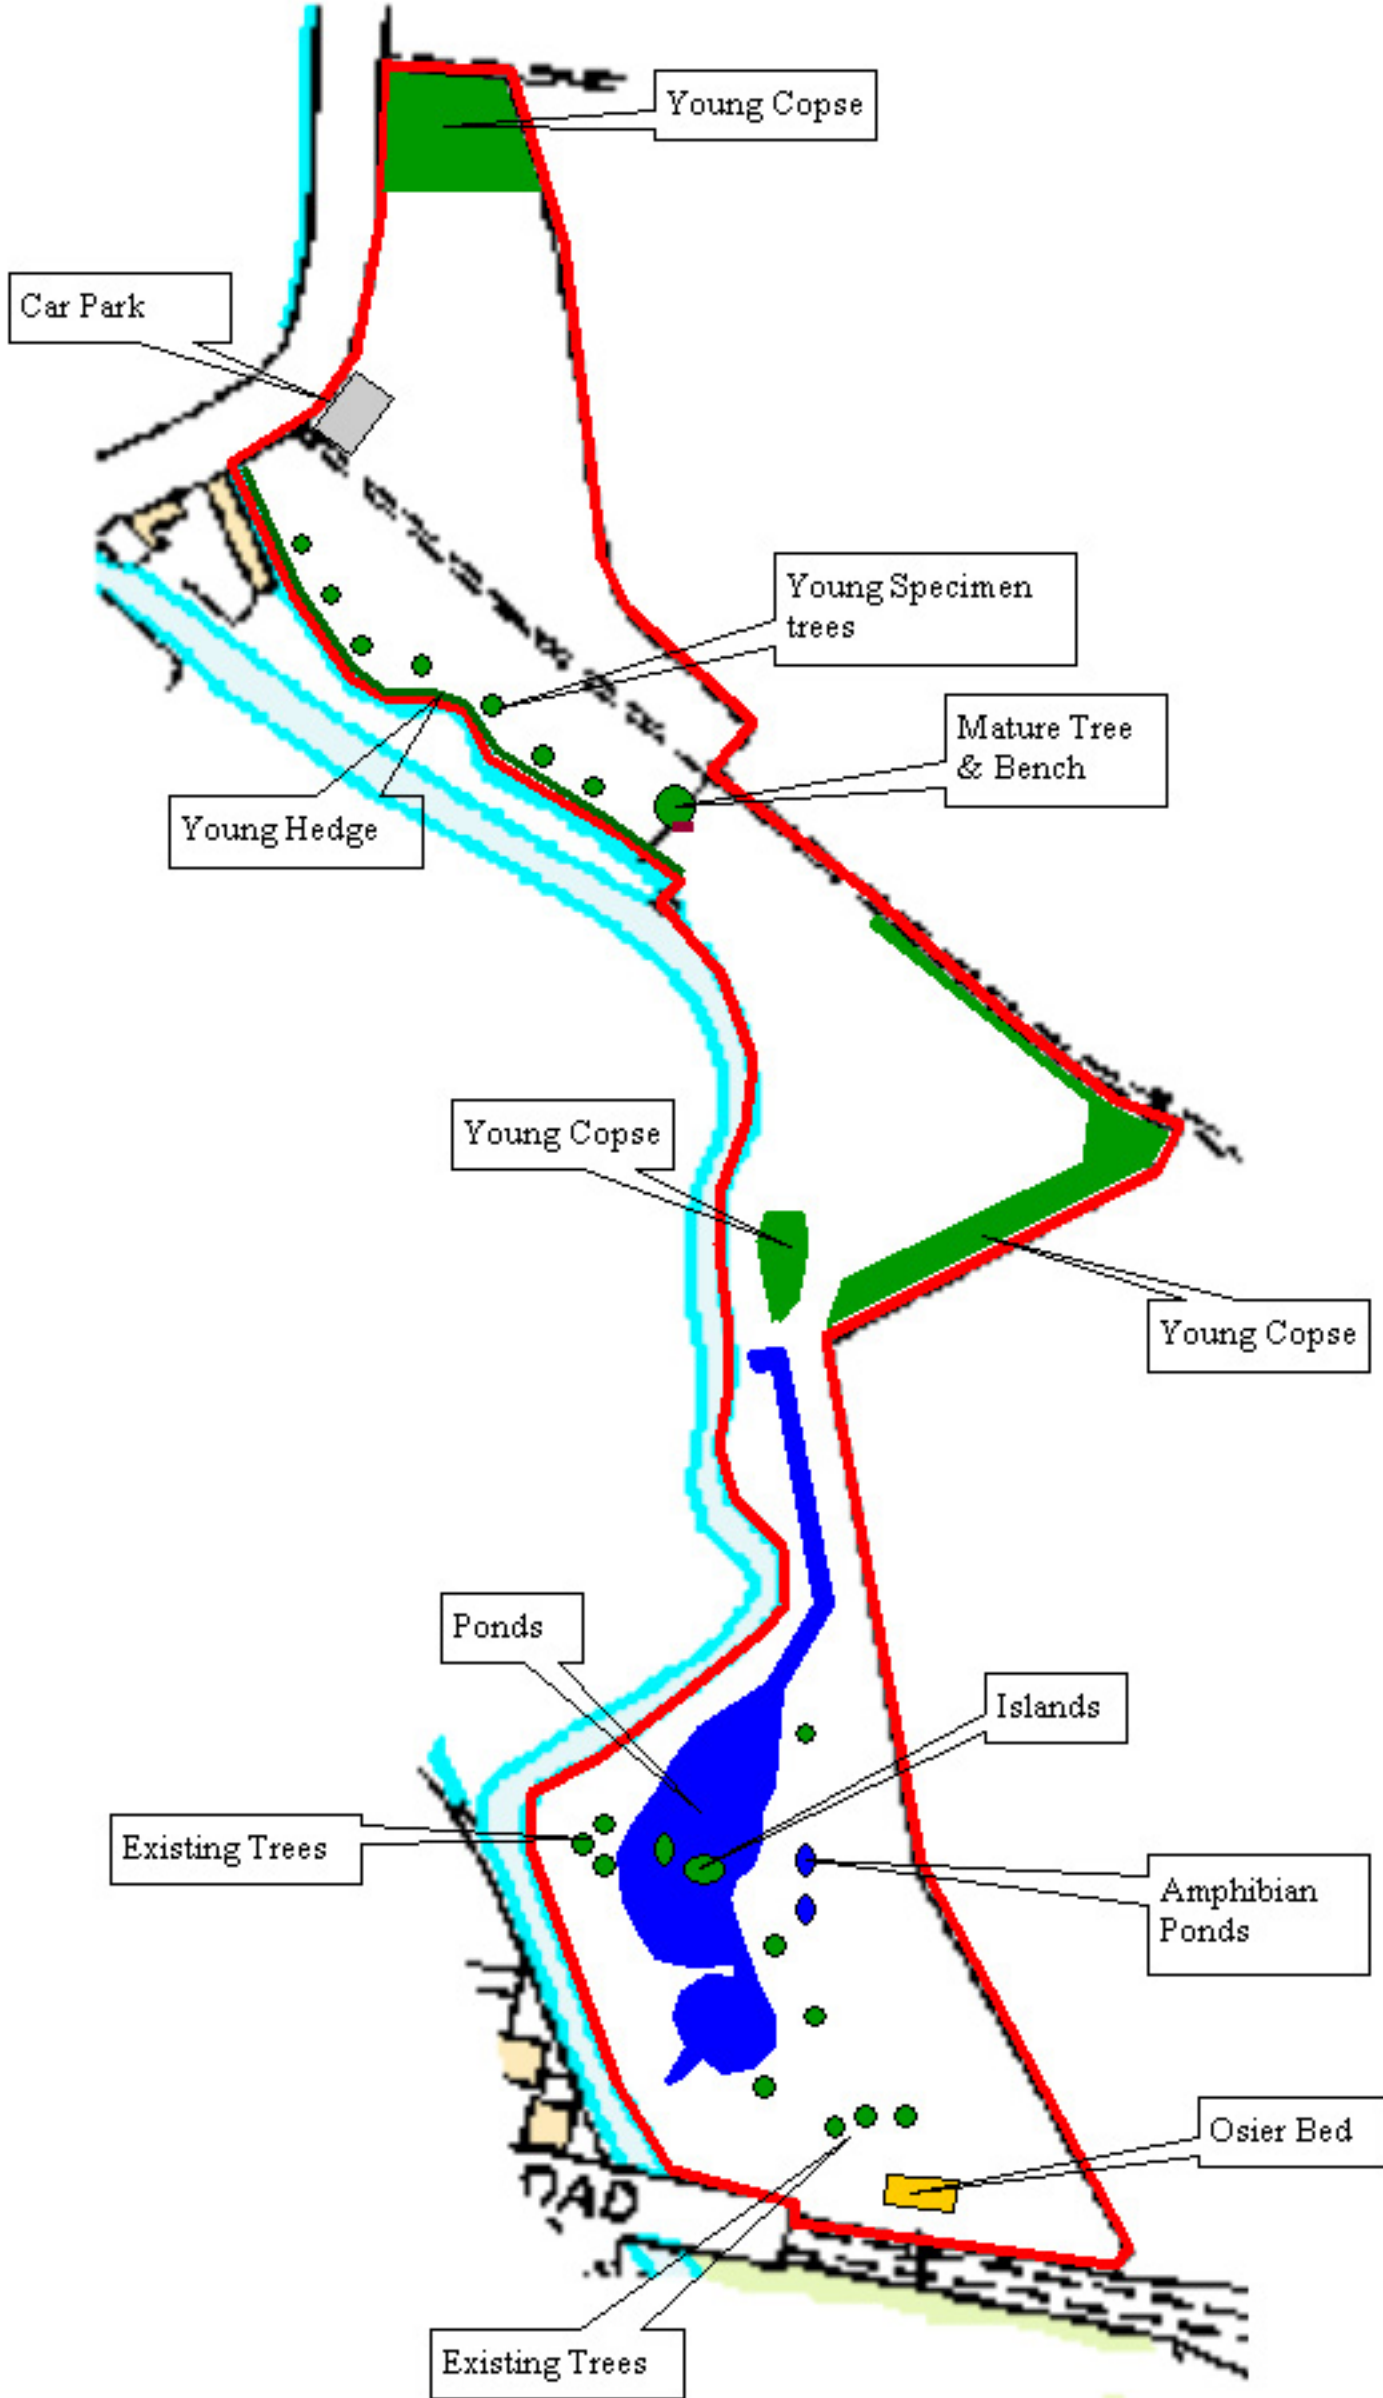 Young Copse
Car Park
Young Specimen
trees
Mature Tree
& Bench
Young Hedge
Young Copse
Young Copse
Ponds
Islands
Existing Trees
Amphibian
Ponds
Osier Bed
OAD
Existing Trees